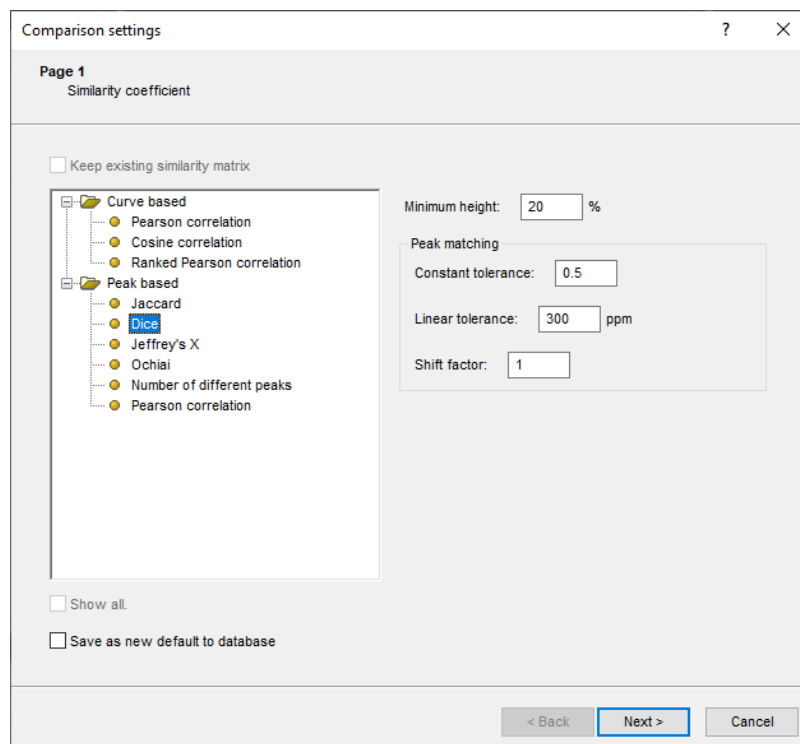 Comparison settings
Page 1
Similarity coefficient
Keep existing similarity matrix
Curve based
Pearson correlation
Cosine correlation
Ranked Pearson correlation
Peak based
Jaccard
Dice
Jeffrey's X
Ochiai
Number of different peaks
Pearson correlation
Minimum height: 20 %
Peak matching
Constant tolerance: 0.5
Linear tolerance: 300 ppm
Shift factor: 1
Show all.
Save as new default to database
< Back Next > Cancel